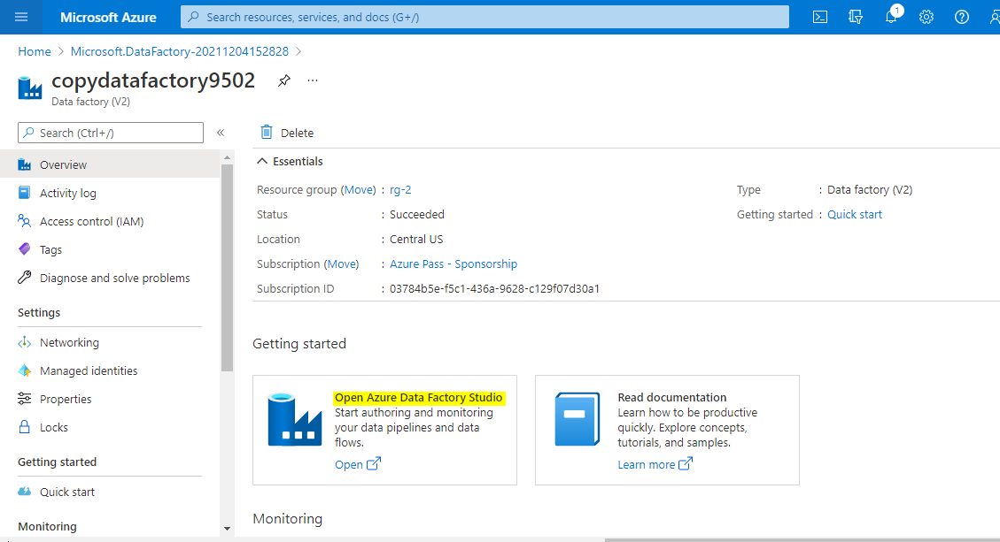 Microsoft Azure
Search resources, services, and docs (G+/)
1
Home > Microsoft.DataFactory-20211204152828 >
copydatafactory9502
...
Data factory (V2)
Search (Ctrl+/)
«
Delete
Overview
Activity log
Access control (IAM)
Tags
Diagnose and solve problems
Settings
Networking
Managed identities
Properties
Locks
Getting started
Quick start
Monitoring
Essentials
Resource group (Move) : rg-2
Status : Succeeded
Location : Central US
Subscription (Move) : Azure Pass - Sponsorship
Subscription ID : 03784b5e-f5c1-436a-9628-c129f07d30a1
Type : Data factory (V2)
Getting started : Quick start
Getting started
Open Azure Data Factory Studio
Start authoring and monitoring
your data pipelines and data
flows.
Open
Read documentation
Learn how to be productive
quickly. Explore concepts,
tutorials, and samples.
Learn more
Monitoring